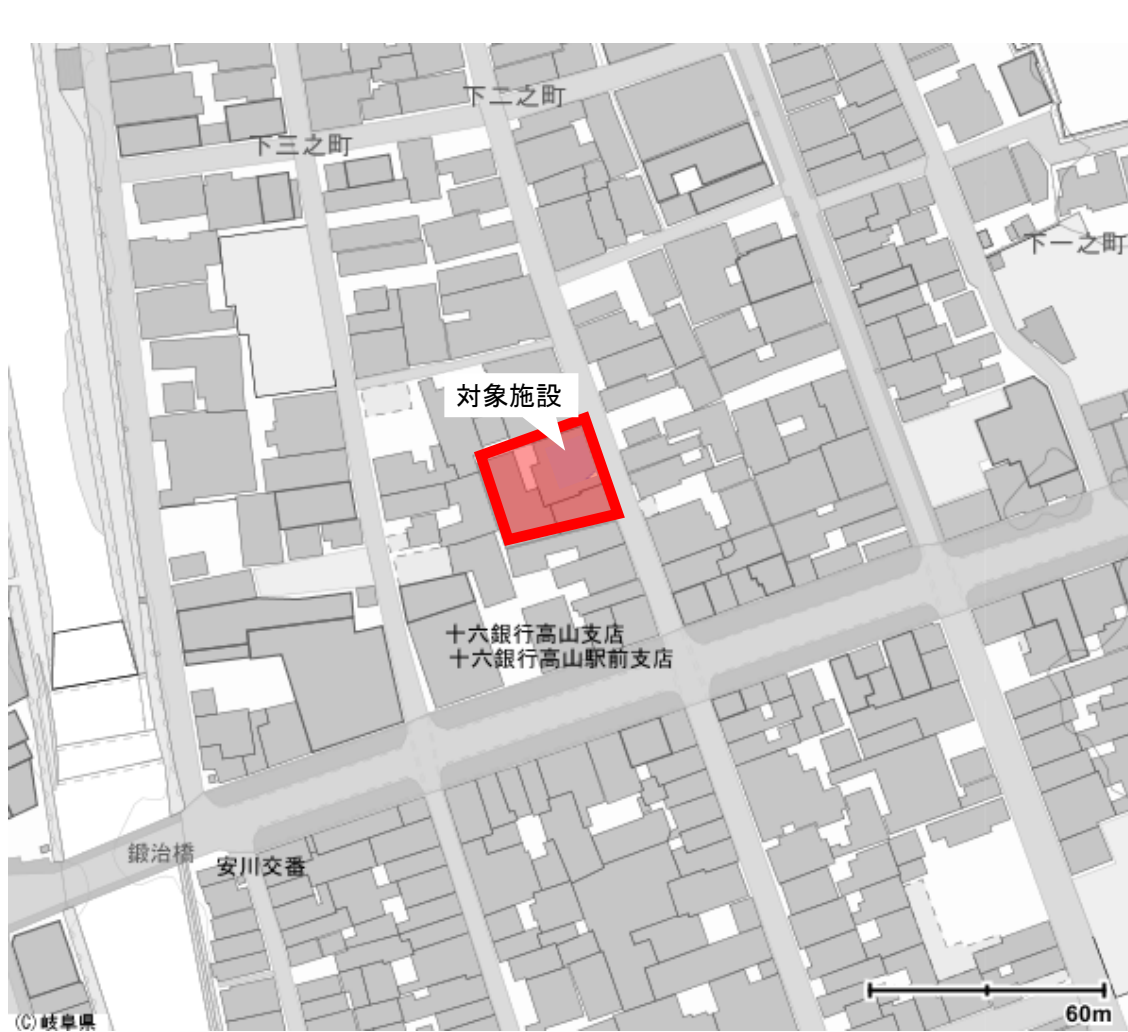 下二之町
下三之町
下一之町
対象施設
十六銀行高山支店
十六銀行高山駅前支店
鍛冶橋
安川交番
60m
(C)岐阜県